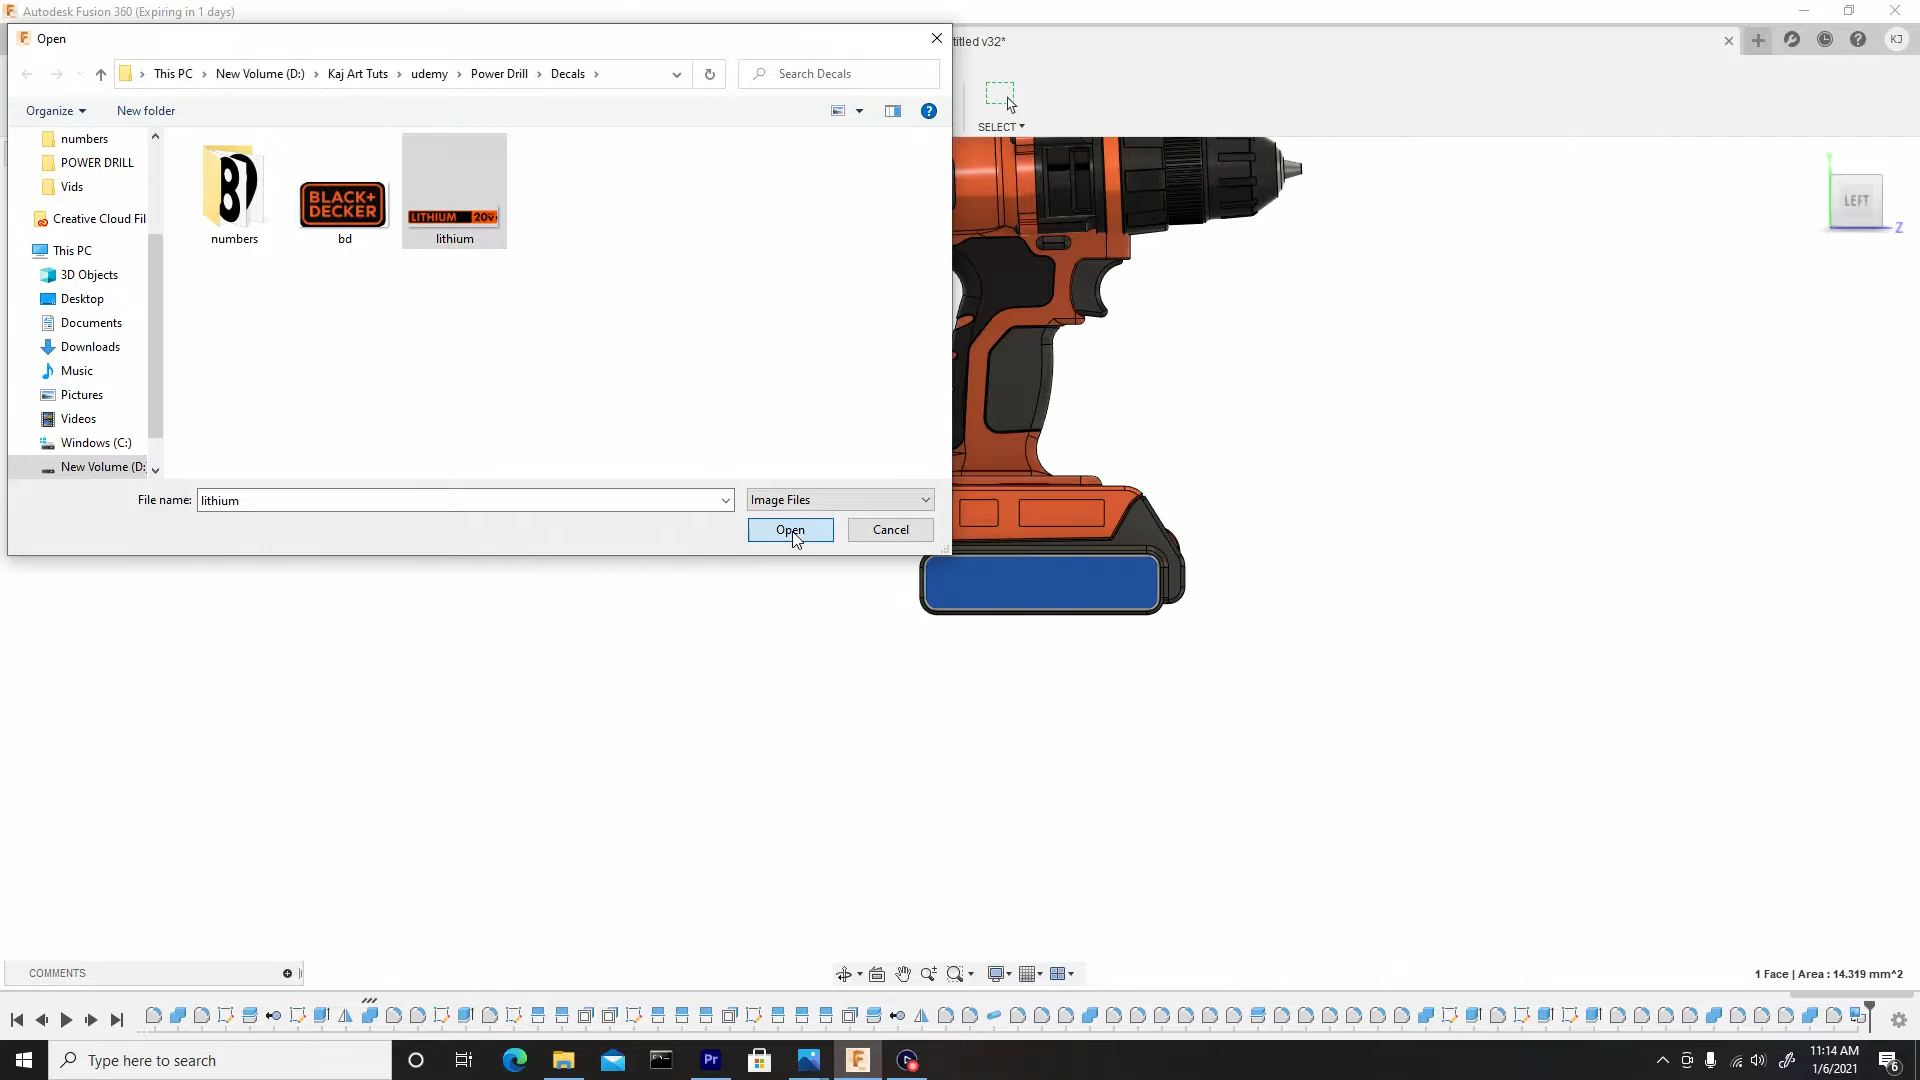 Autodesk Fusion 360 (Expiring in 1 days)
Open
titled v32*
KJ
This PC > New Volume (D:) > Kaj Art Tuts > udemy > Power Drill > Decals >
Search Decals
Organize
New folder
SELECT
numbers
POWER DRILL
Vids
Creative Cloud Fil
This PC
3D Objects
Desktop
Documents
Downloads
Music
Pictures
Videos
Windows (C:)
New Volume (D:
BLACK+
DECKER
LITHIUM 20v
numbers
bd
lithium
LEFT
Y
Z
File name: lithium
Image Files
Open
Cancel
COMMENTS
1 Face | Area : 14.319 mm^2
Type here to search
Pr
F
11:14 AM
1/6/2021
6